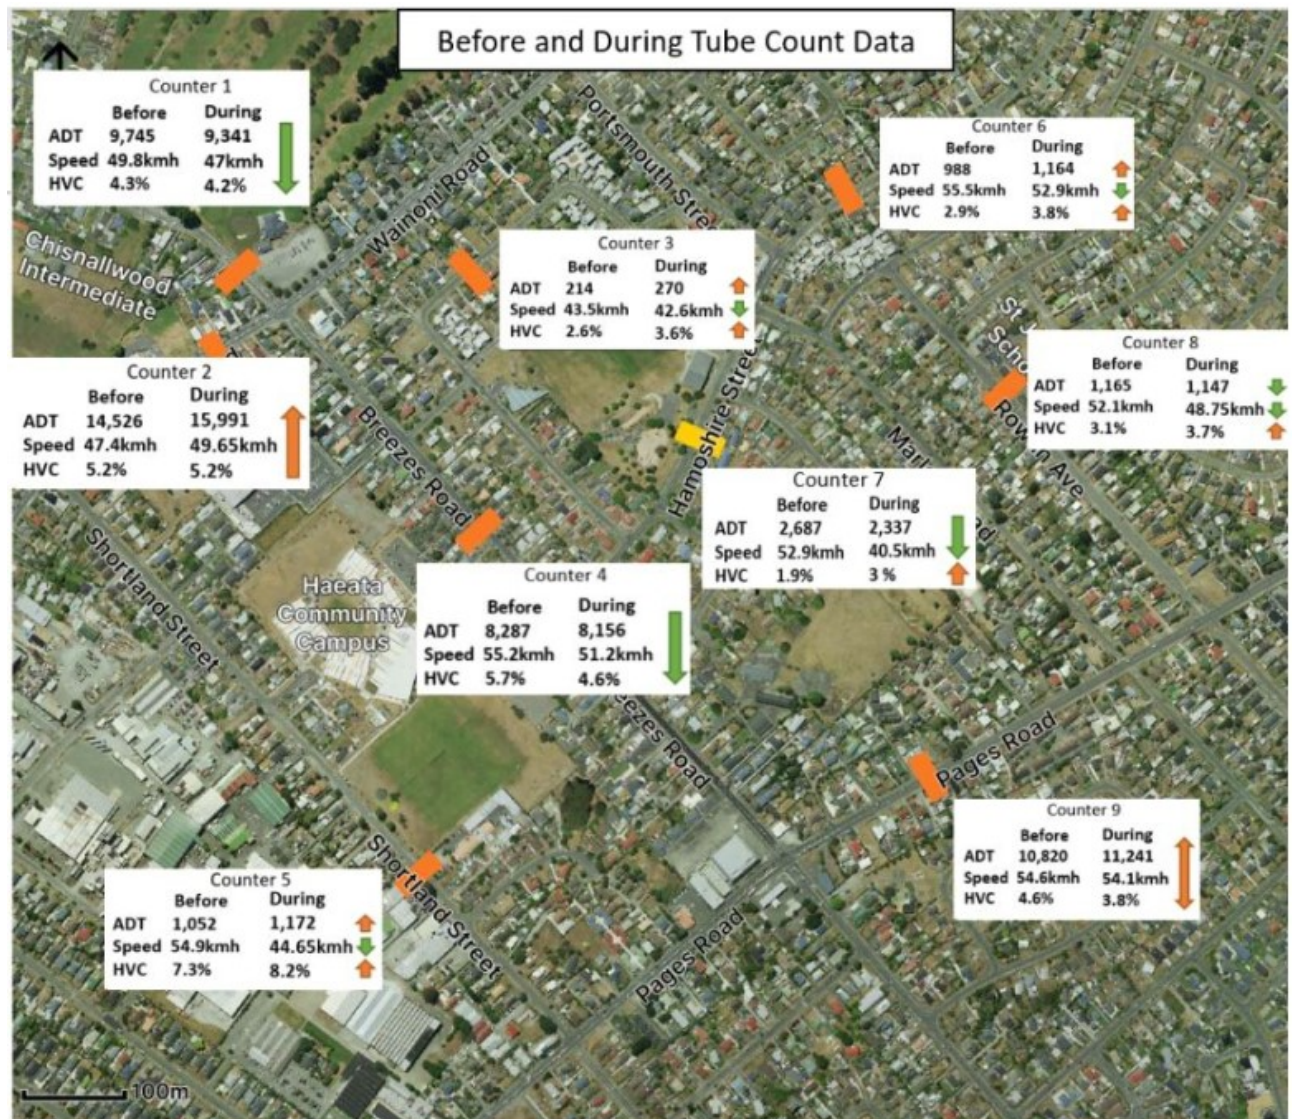 Before and During Tube Count Data
Counter 1
Before During
ADT 9,745 9,341
Speed 49.8kmh 47kmh
HVC 4.3% 4.2%
Portsmouth Stre
Counter 6
Before During
ADT 988 1,164
Speed 55.5kmh 52.9kmh
HVC 2.9% 3.8%
Wainoni Road
Chisnallwood
Intermediate
Counter 3
Before During
ADT 214 270
Speed 43.5kmh 42.6kmh
HVC 2.6% 3.6%
St J
Scho
Counter 8
Before During
ADT 1,165 1,147
Speed 52.1kmh 48.75kmh
HVC 3.1% 3.7%
Counter 2
Before During
ADT 14,526 15,991
Speed 47.4kmh 49.65kmh
HVC 5.2% 5.2%
Breezes Road
Hampshire Street
Ave
Counter 7
Before During
ADT 2,687 2,337
Speed 52.9kmh 40.5kmh
HVC 1.9% 3 %
Shortland Street
Haeata
Community
Campus
Counter 4
Before During
ADT 8,287 8,156
Speed 55.2kmh 51.2kmh
HVC 5.7% 4.6%
eezes Road
Pages Road
Counter 9
Before During
ADT 10,820 11,241
Speed 54.6kmh 54.1kmh
HVC 4.6% 3.8%
Shortland Street
Counter 5
Before During
ADT 1,052 1,172
Speed 54.9kmh 44.65kmh
HVC 7.3% 8.2%
Pages Road
100m